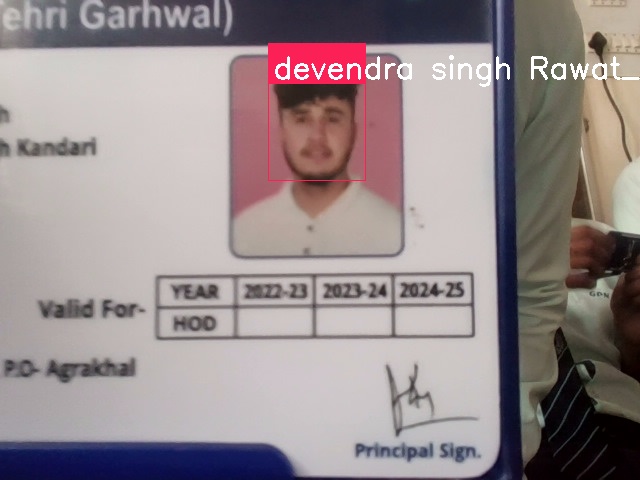 ehri Garhwal)
devendra singh Rawat_
h
h Kandari
Valid For-
YEAR 2022-23 2023-24 2024-25
HOD
P.O- Agrakhal
Principal Sign.